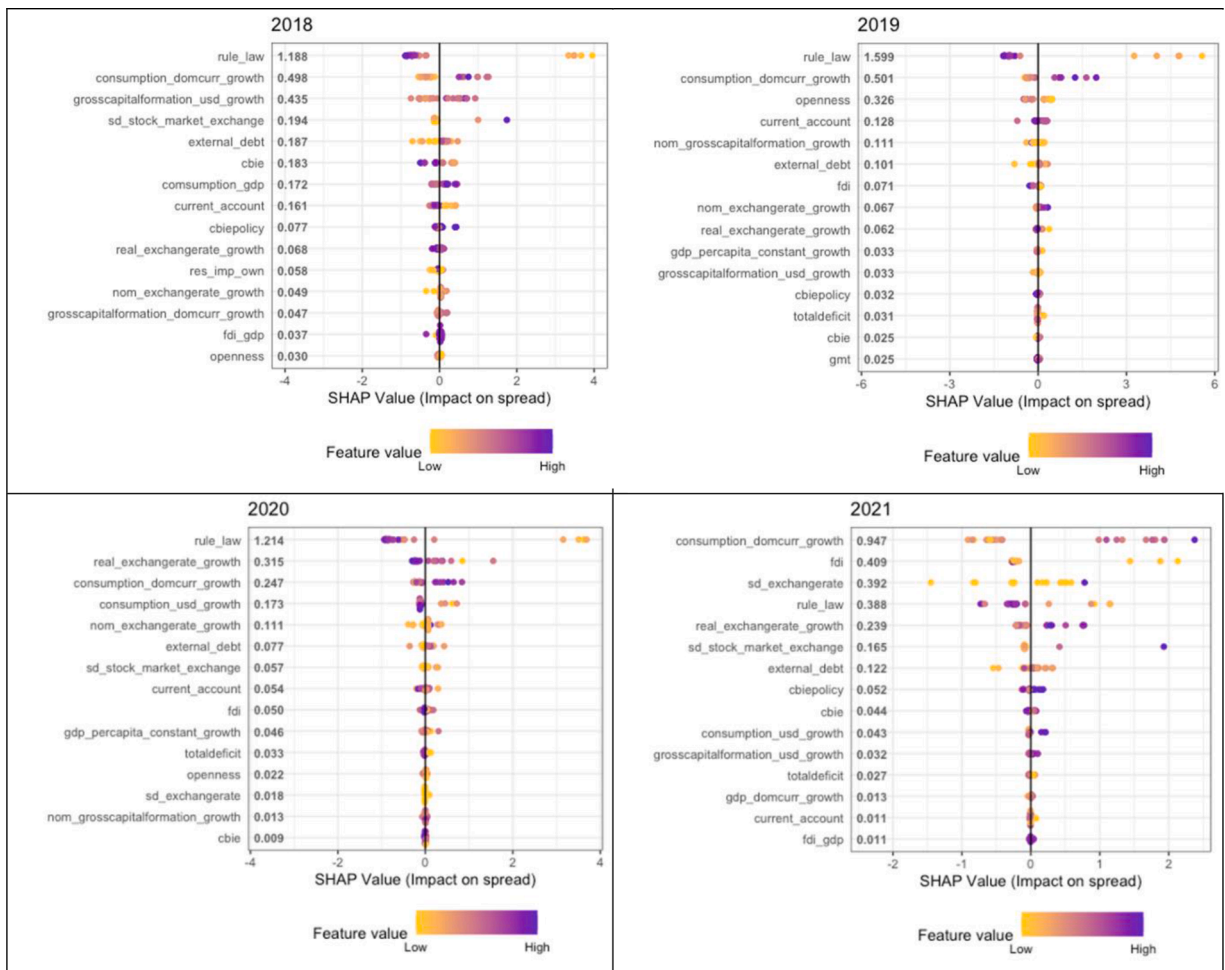 2018
rule_law 1.188
consumption_domcurr_growth 0.498
grosscapitalformation_usd_growth 0.435
sd_stock_market_exchange 0.194
external_debt 0.187
cbie 0.183
comsumption_gdp 0.172
current_account 0.161
cbiepolicy 0.077
real_exchangerate_growth 0.068
res_imp_own 0.058
nom_exchangerate_growth 0.049
grosscapitalformation_domcurr_growth 0.047
fdi_gdp 0.037
openness 0.030
-4 -2 0 2 4
SHAP Value (Impact on spread)
Feature value
Low High
2019
rule_law 1.599
consumption_domcurr_growth 0.501
openness 0.326
current_account 0.128
nom_grosscapitalformation_growth 0.111
external_debt 0.101
fdi 0.071
nom_exchangerate_growth 0.067
real_exchangerate_growth 0.062
gdp_percapita_constant_growth 0.033
grosscapitalformation_usd_growth 0.033
cbiepolicy 0.032
totaldeficit 0.031
cbie 0.025
gmt 0.025
-6 -3 0 3 6
SHAP Value (Impact on spread)
Feature value
Low High
2020
rule_law 1.214
real_exchangerate_growth 0.315
consumption_domcurr_growth 0.247
consumption_usd_growth 0.173
nom_exchangerate_growth 0.111
external_debt 0.077
sd_stock_market_exchange 0.057
current_account 0.054
fdi 0.050
gdp_percapita_constant_growth 0.046
totaldeficit 0.033
openness 0.022
sd_exchangerate 0.018
nom_grosscapitalformation_growth 0.013
cbie 0.009
-4 -2 0 2 4
SHAP Value (Impact on spread)
Feature value
Low High
2021
consumption_domcurr_growth 0.947
fdi 0.409
sd_exchangerate 0.392
rule_law 0.388
real_exchangerate_growth 0.239
sd_stock_market_exchange 0.165
external_debt 0.122
cbiepolicy 0.052
cbie 0.044
consumption_usd_growth 0.043
grosscapitalformation_usd_growth 0.032
totaldeficit 0.027
gdp_domcurr_growth 0.013
current_account 0.011
fdi_gdp 0.011
-2 -1 0 1 2
SHAP Value (Impact on spread)
Feature value
Low High